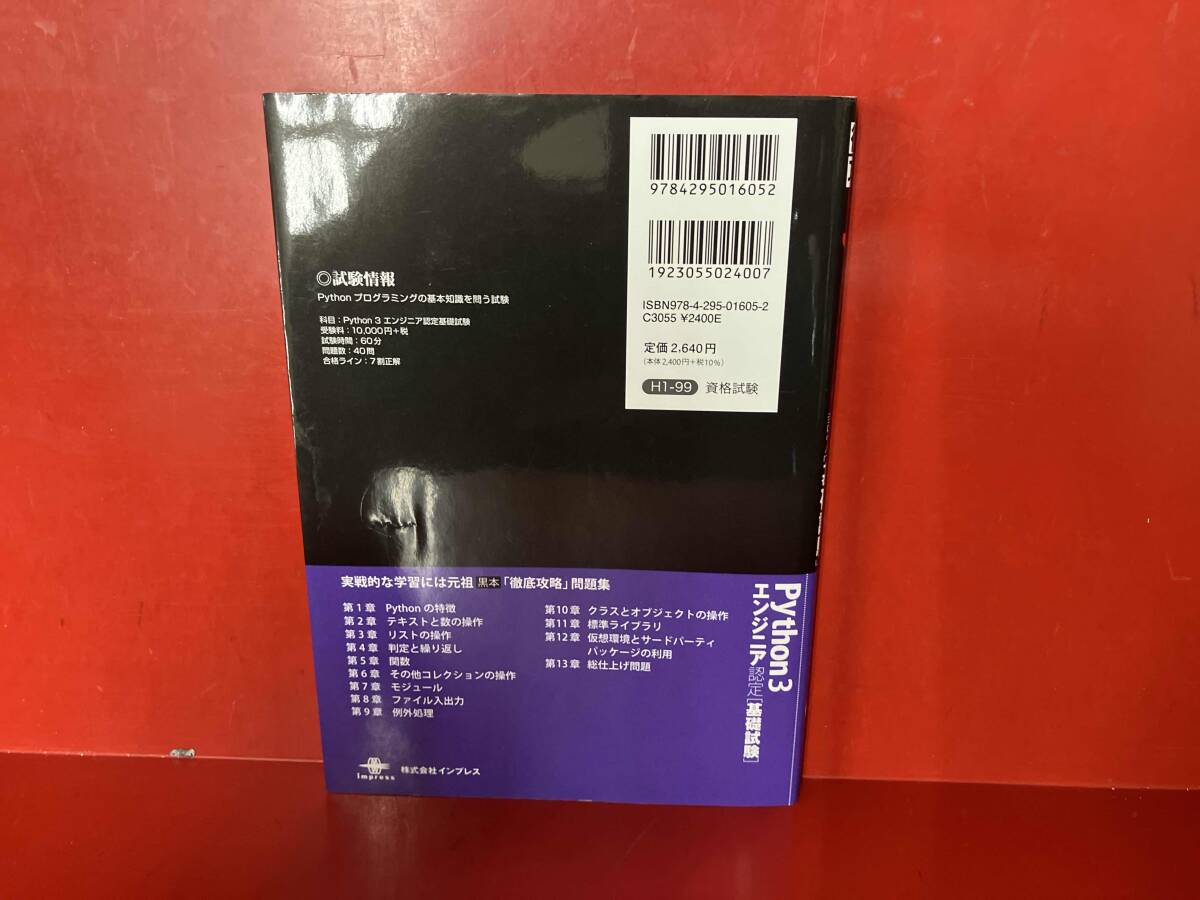 9784295016052
1923055024007
ISBN978-4-295-01605-2
C3055 ¥2400E
定価2,640円
(本体2,400円+税10%)
H1-99 資格試験
◎試験情報
Python プログラミングの基本知識を問う試験
科目:Python 3 エンジニア認定基礎試験
受験料:10,000円+税
試験時間:60分
問題数:40問
合格ライン:7割正解
実戦的な学習には元祖 黒本 「徹底攻略」問題集
第1章 Pythonの特徴
第2章 テキストと数の操作
第3章 リストの操作
第4章 判定と繰り返し
第5章 関数
第6章 その他コレクションの操作
第7章 モジュール
第8章 ファイル入出力
第9章 例外処理
第10章 クラスとオブジェクトの操作
第11章 標準ライブラリ
第12章 仮想環境とサードパーティ
パッケージの利用
第13章 総仕上げ問題
impress 株式会社インプレス
Python3
エンジニア認定[基礎試験]